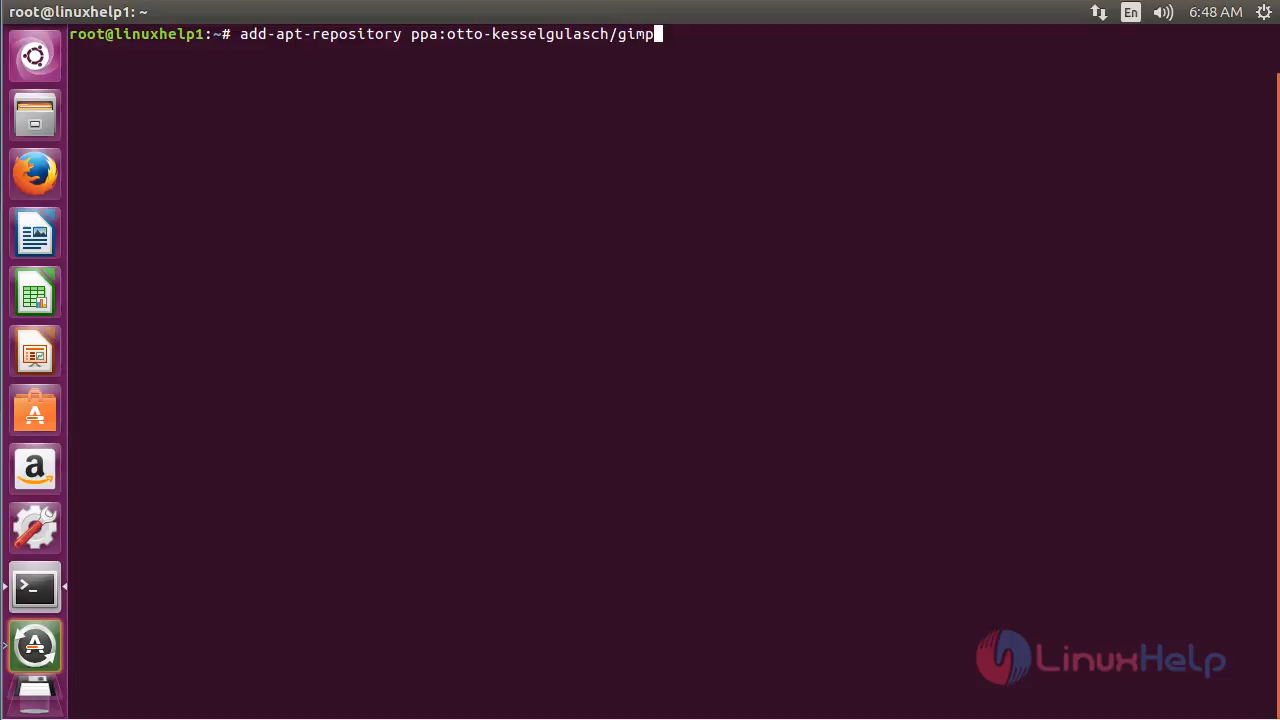 root@linuxhelp1: ~
En
6:48 AM
root@linuxhelp1:~# add-apt-repository ppa:otto-kesselgulasch/gimp
a
>_
LinuxHelp